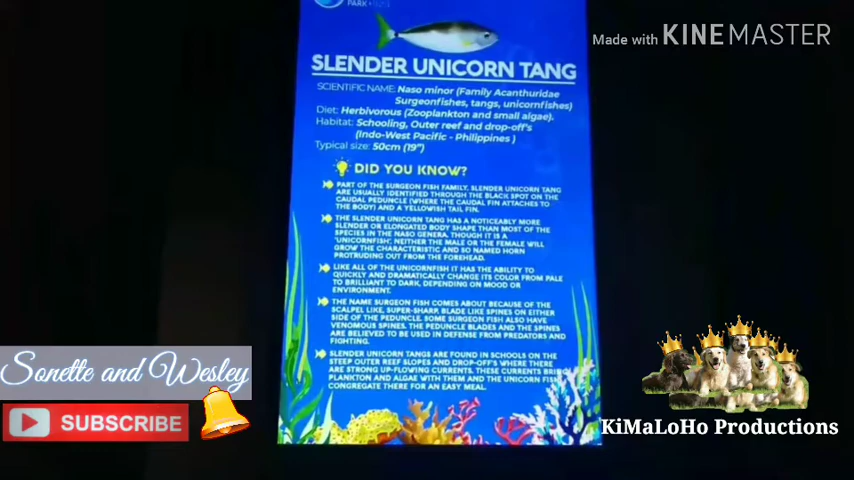 PARK
Made with KINEMASTER
SLENDER UNICORN TANG
SCIENTIFIC NAME: Naso minor (Family Acanthuridae
Surgeonfishes, tangs, unicornfishes)
Diet: Herbivorous (Zooplankton and small algae).
Habitat: Schooling, Outer reef and drop-off's
(Indo-West Pacific - Philippines )
Typical size: 50cm (19")
DID YOU KNOW?
PART OF THE SURGEON FISH FAMILY, SLENDER UNICORN TANG
ARE USUALLY IDENTIFIED THROUGH THE BLACK SPOT ON THE
CAUDAL PEDUNCLE (WHERE THE CAUDAL FIN ATTACHES TO
THE BODY) AND A YELLOWISH TAIL FIN.
THE SLENDER UNICORN TANG HAS A NOTICEABLY MORE
SLENDER OR ELONGATED BODY SHAPE THAN MOST OF THE
SPECIES IN THE NASO GENERA. THOUGH IT IS A
'UNICORNFISH', NEITHER THE MALE OR THE FEMALE WILL
GROW THE CHARACTERISTIC AND SO NAMED HORN
PROTRUDING OUT FROM THE FOREHEAD.
LIKE ALL OF THE UNICORNFISH IT HAS THE ABILITY TO
QUICKLY AND DRAMATICALLY CHANGE ITS COLOR FROM PALE
TO BRILLIANT TO DARK, DEPENDING ON MOOD OR
ENVIRONMENT.
THE NAME SURGEON FISH COMES ABOUT BECAUSE OF THE
SCALPEL LIKE, SUPER-SHARP BLADE LIKE SPINES ON EITHER
SIDE OF THE PEDUNCLE. SOME SURGEON FISH ALSO HAVE
VENOMOUS SPINES. THE PEDUNCLE BLADES AND THE SPINES
ARE BELIEVED TO BE USED IN DEFENSE FROM PREDATORS AND
FIGHTING.
SLENDER UNICORN TANGS ARE FOUND IN SCHOOLS ON THE
STEEP OUTER REEF SLOPES AND DROP-OFF'S WHERE THERE
ARE STRONG UP-FLOWING CURRENTS. THESE CURRENTS BRING
PLANKTON AND ALGAE WITH THEM AND THE UNICORN FISH
CONGREGATE THERE FOR AN EASY MEAL.
Sonette and Wesley
SUBSCRIBE
KiMaLoHo Productions